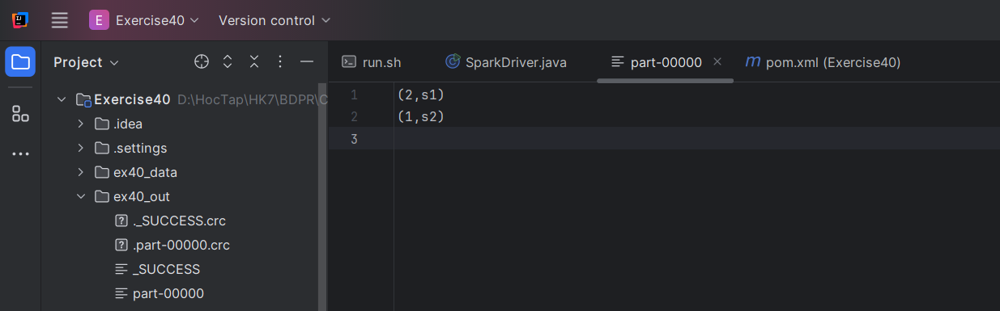 E Exercise40 Version control
Project
run.sh SparkDriver.java part-00000 pom.xml (Exercise40)
Exercise40 D:\HocTap\HK7\BDPR\C
.idea
.settings
ex40_data
ex40_out
._SUCCESS.crc
.part-00000.crc
_SUCCESS
part-00000
1 (2,s1)
2 (1,s2)
3